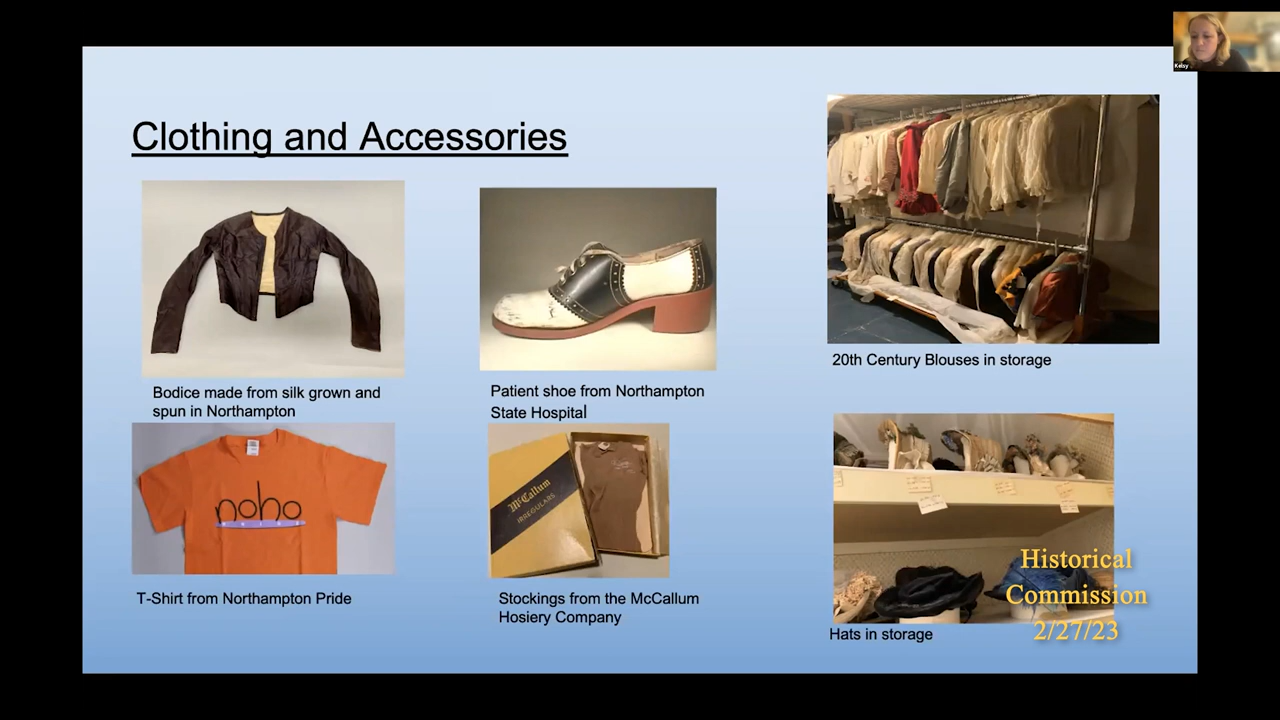 Kelsy
Clothing and Accessories
Bodice made from silk grown and
spun in Northampton
Patient shoe from Northampton
State Hospital
20th Century Blouses in storage
noho
T-Shirt from Northampton Pride
McCallum
IRREGULARS
Stockings from the McCallum
Hosiery Company
Hats in storage
Historical
Commission
2/27/23